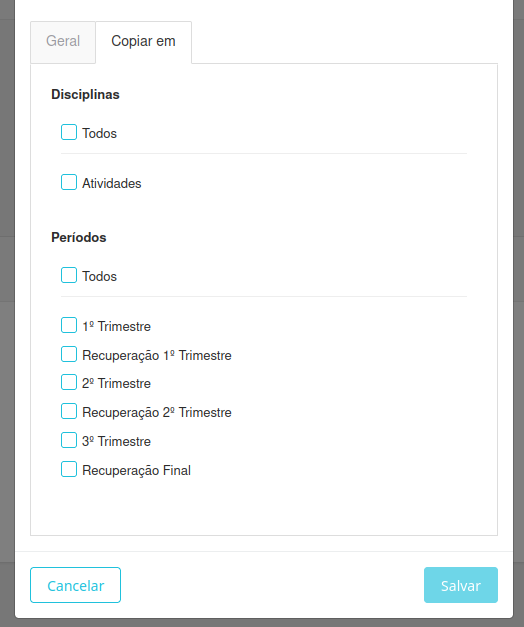 Geral
Copiar em
Disciplinas
Todos
Atividades
Períodos
Todos
1º Trimestre
Recuperação 1º Trimestre
2º Trimestre
Recuperação 2º Trimestre
3º Trimestre
Recuperação Final
Cancelar
Salvar